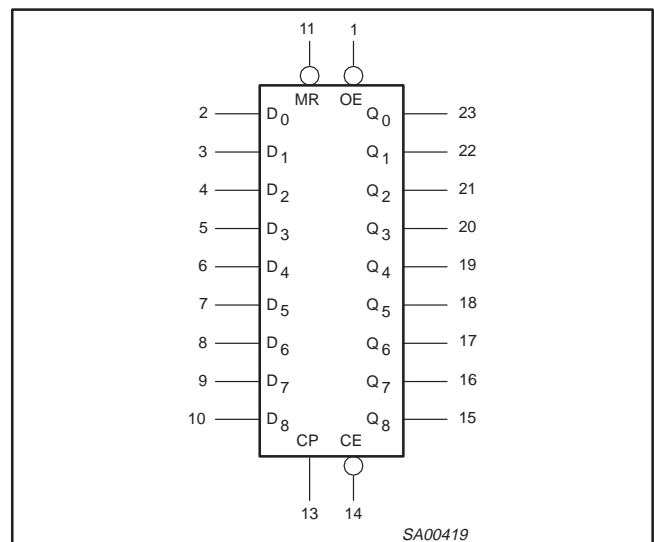 11 1
MR OE
2 D0 Q0 23
3 D1 Q1 22
4 D2 Q2 21
5 D3 Q3 20
6 D4 Q4 19
7 D5 Q5 18
8 D6 Q6 17
9 D7 Q7 16
10 D8 Q8 15
CP CE
13 14
SA00419